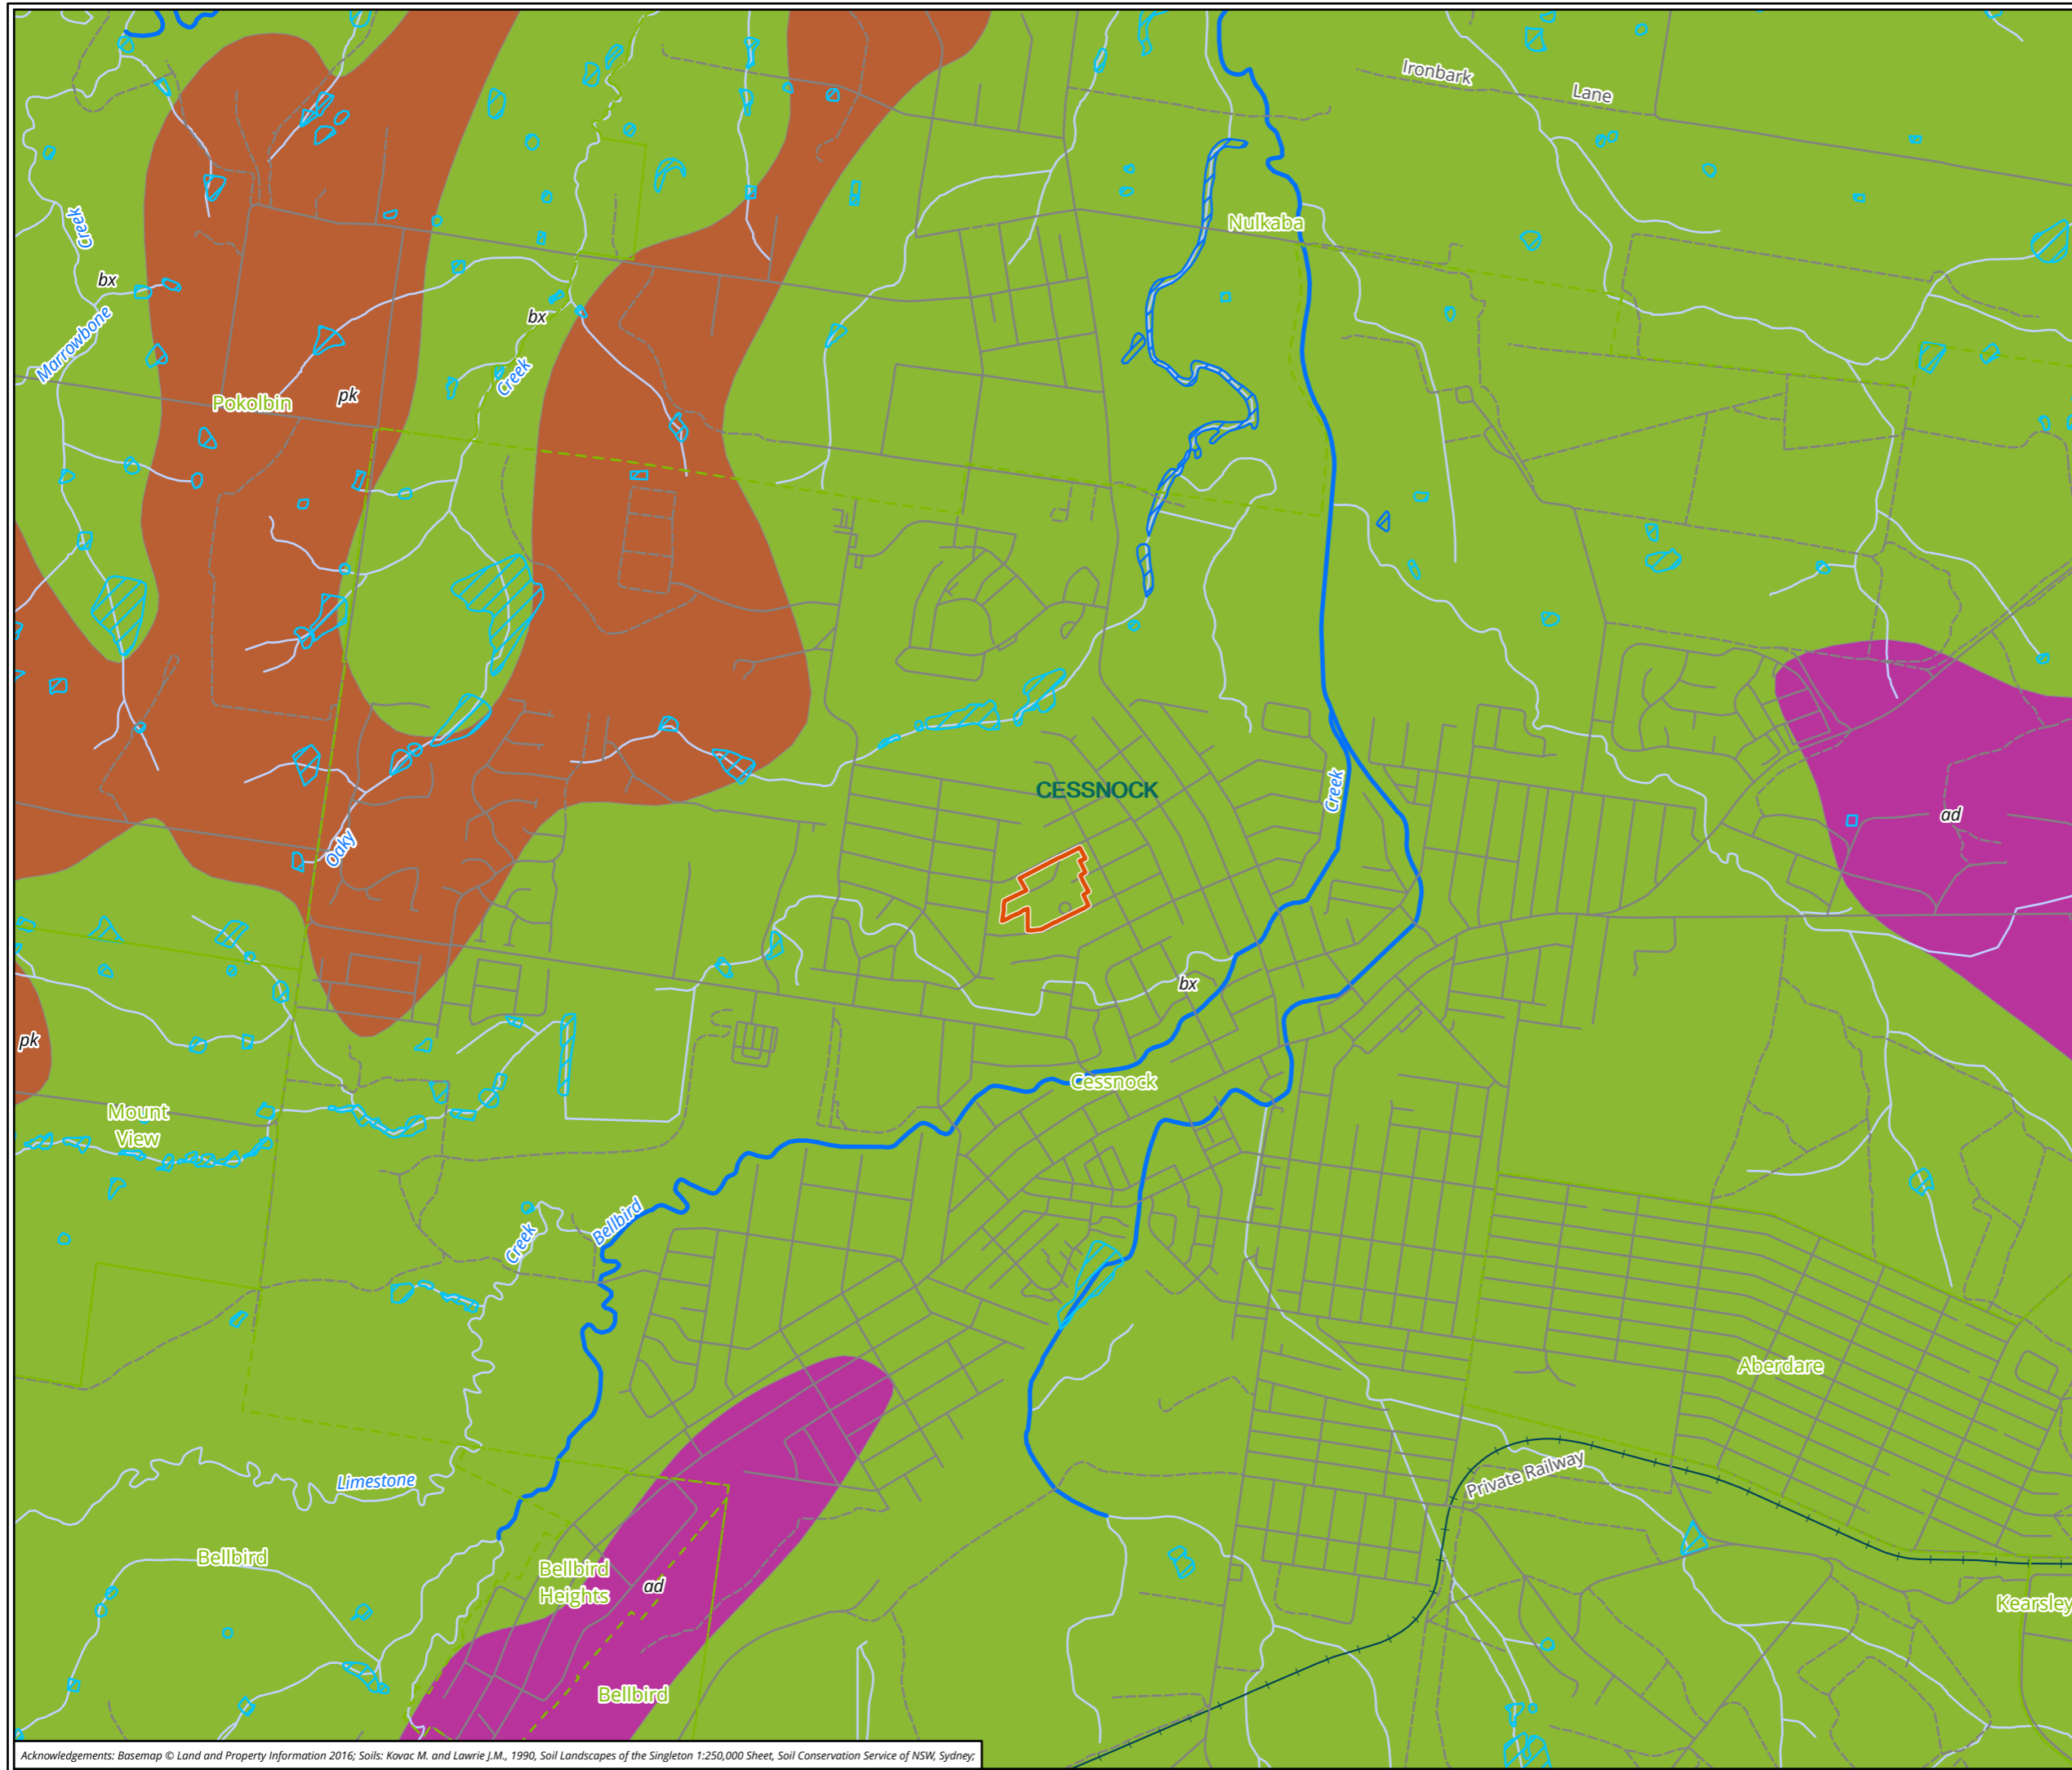 Ironbark
Lane
Nulkaba
Creek
bx
Marrowbone
bx
Creek
Pokolbin
pk
CESSNOCK
Creek
ad
Oaky
bx
pk
Cessnock
Mount
View
Bellbird
Creek
Aberdare
Limestone
Private Railway
Bellbird
Bellbird
Heights
ad
Kearsley
Bellbird
Acknowledgements: Basemap © Land and Property Information 2016; Soils: Kovac M. and Lawrie J.M., 1990, Soil Landscapes of the Singleton 1:250,000 Sheet, Soil Conservation Service of NSW, Sydney;